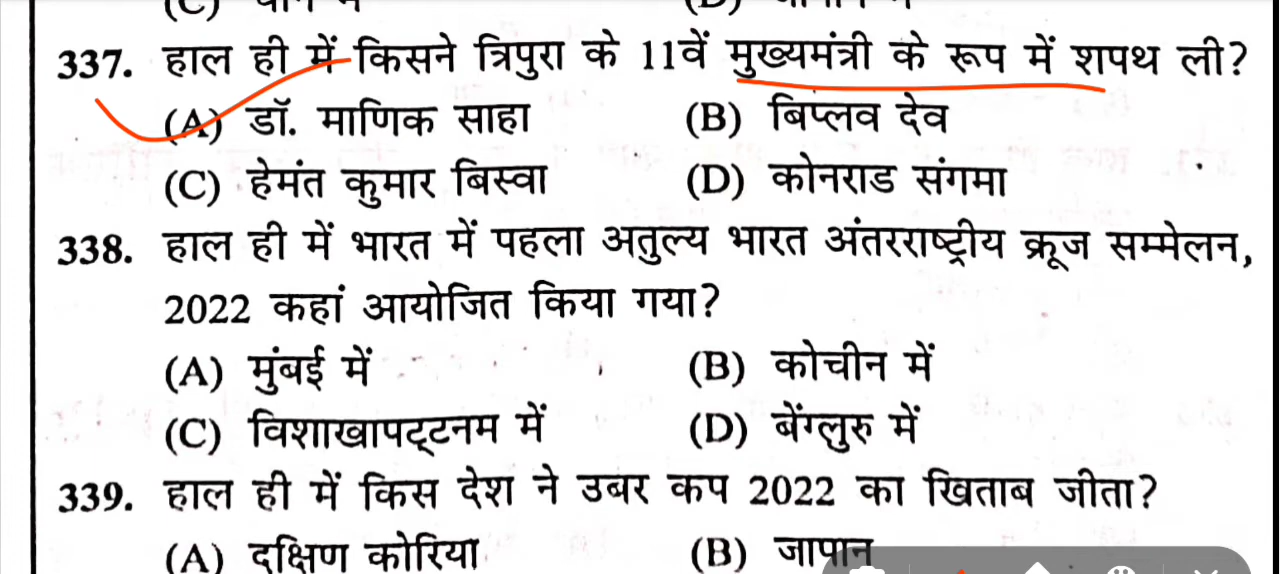 337. हाल ही में किसने त्रिपुरा के 11वें मुख्यमंत्री के रूप में शपथ ली?
(A) डॉ. माणिक साहा (B) बिप्लव देव
(C) हेमंत कुमार बिस्वा (D) कोनराड संगमा
338. हाल ही में भारत में पहला अतुल्य भारत अंतरराष्ट्रीय क्रूज सम्मेलन,
2022 कहां आयोजित किया गया?
(A) मुंबई में (B) कोचीन में
(C) विशाखापट्टनम में (D) बेंग्लुरु में
339. हाल ही में किस देश ने उबर कप 2022 का खिताब जीता?
(A) दक्षिण कोरिया (B) जापान